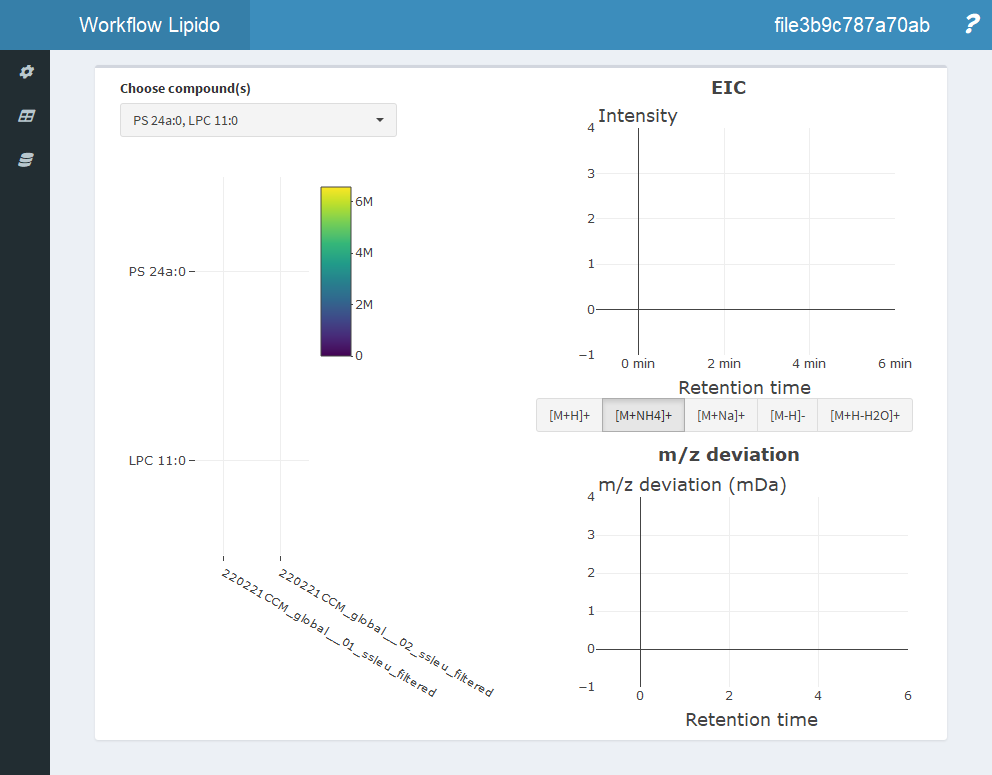 Workflow Lipido
file3b9c787a70ab
?
Choose compound(s)
PS 24a:0, LPC 11:0
6M
4M
2M
0
PS 24a:0
LPC 11:0
220221CCM_global__01_ssleu_filtered
220221CCM_global__02_ssleu_filtered
EIC
Intensity
4
3
2
1
0
−1
0 min
2 min
4 min
6 min
Retention time
[M+H]+
[M+NH4]+
[M+Na]+
[M-H]-
[M+H-H2O]+
m/z deviation
m/z deviation (mDa)
4
3
2
1
0
−1
0
2
4
6
Retention time